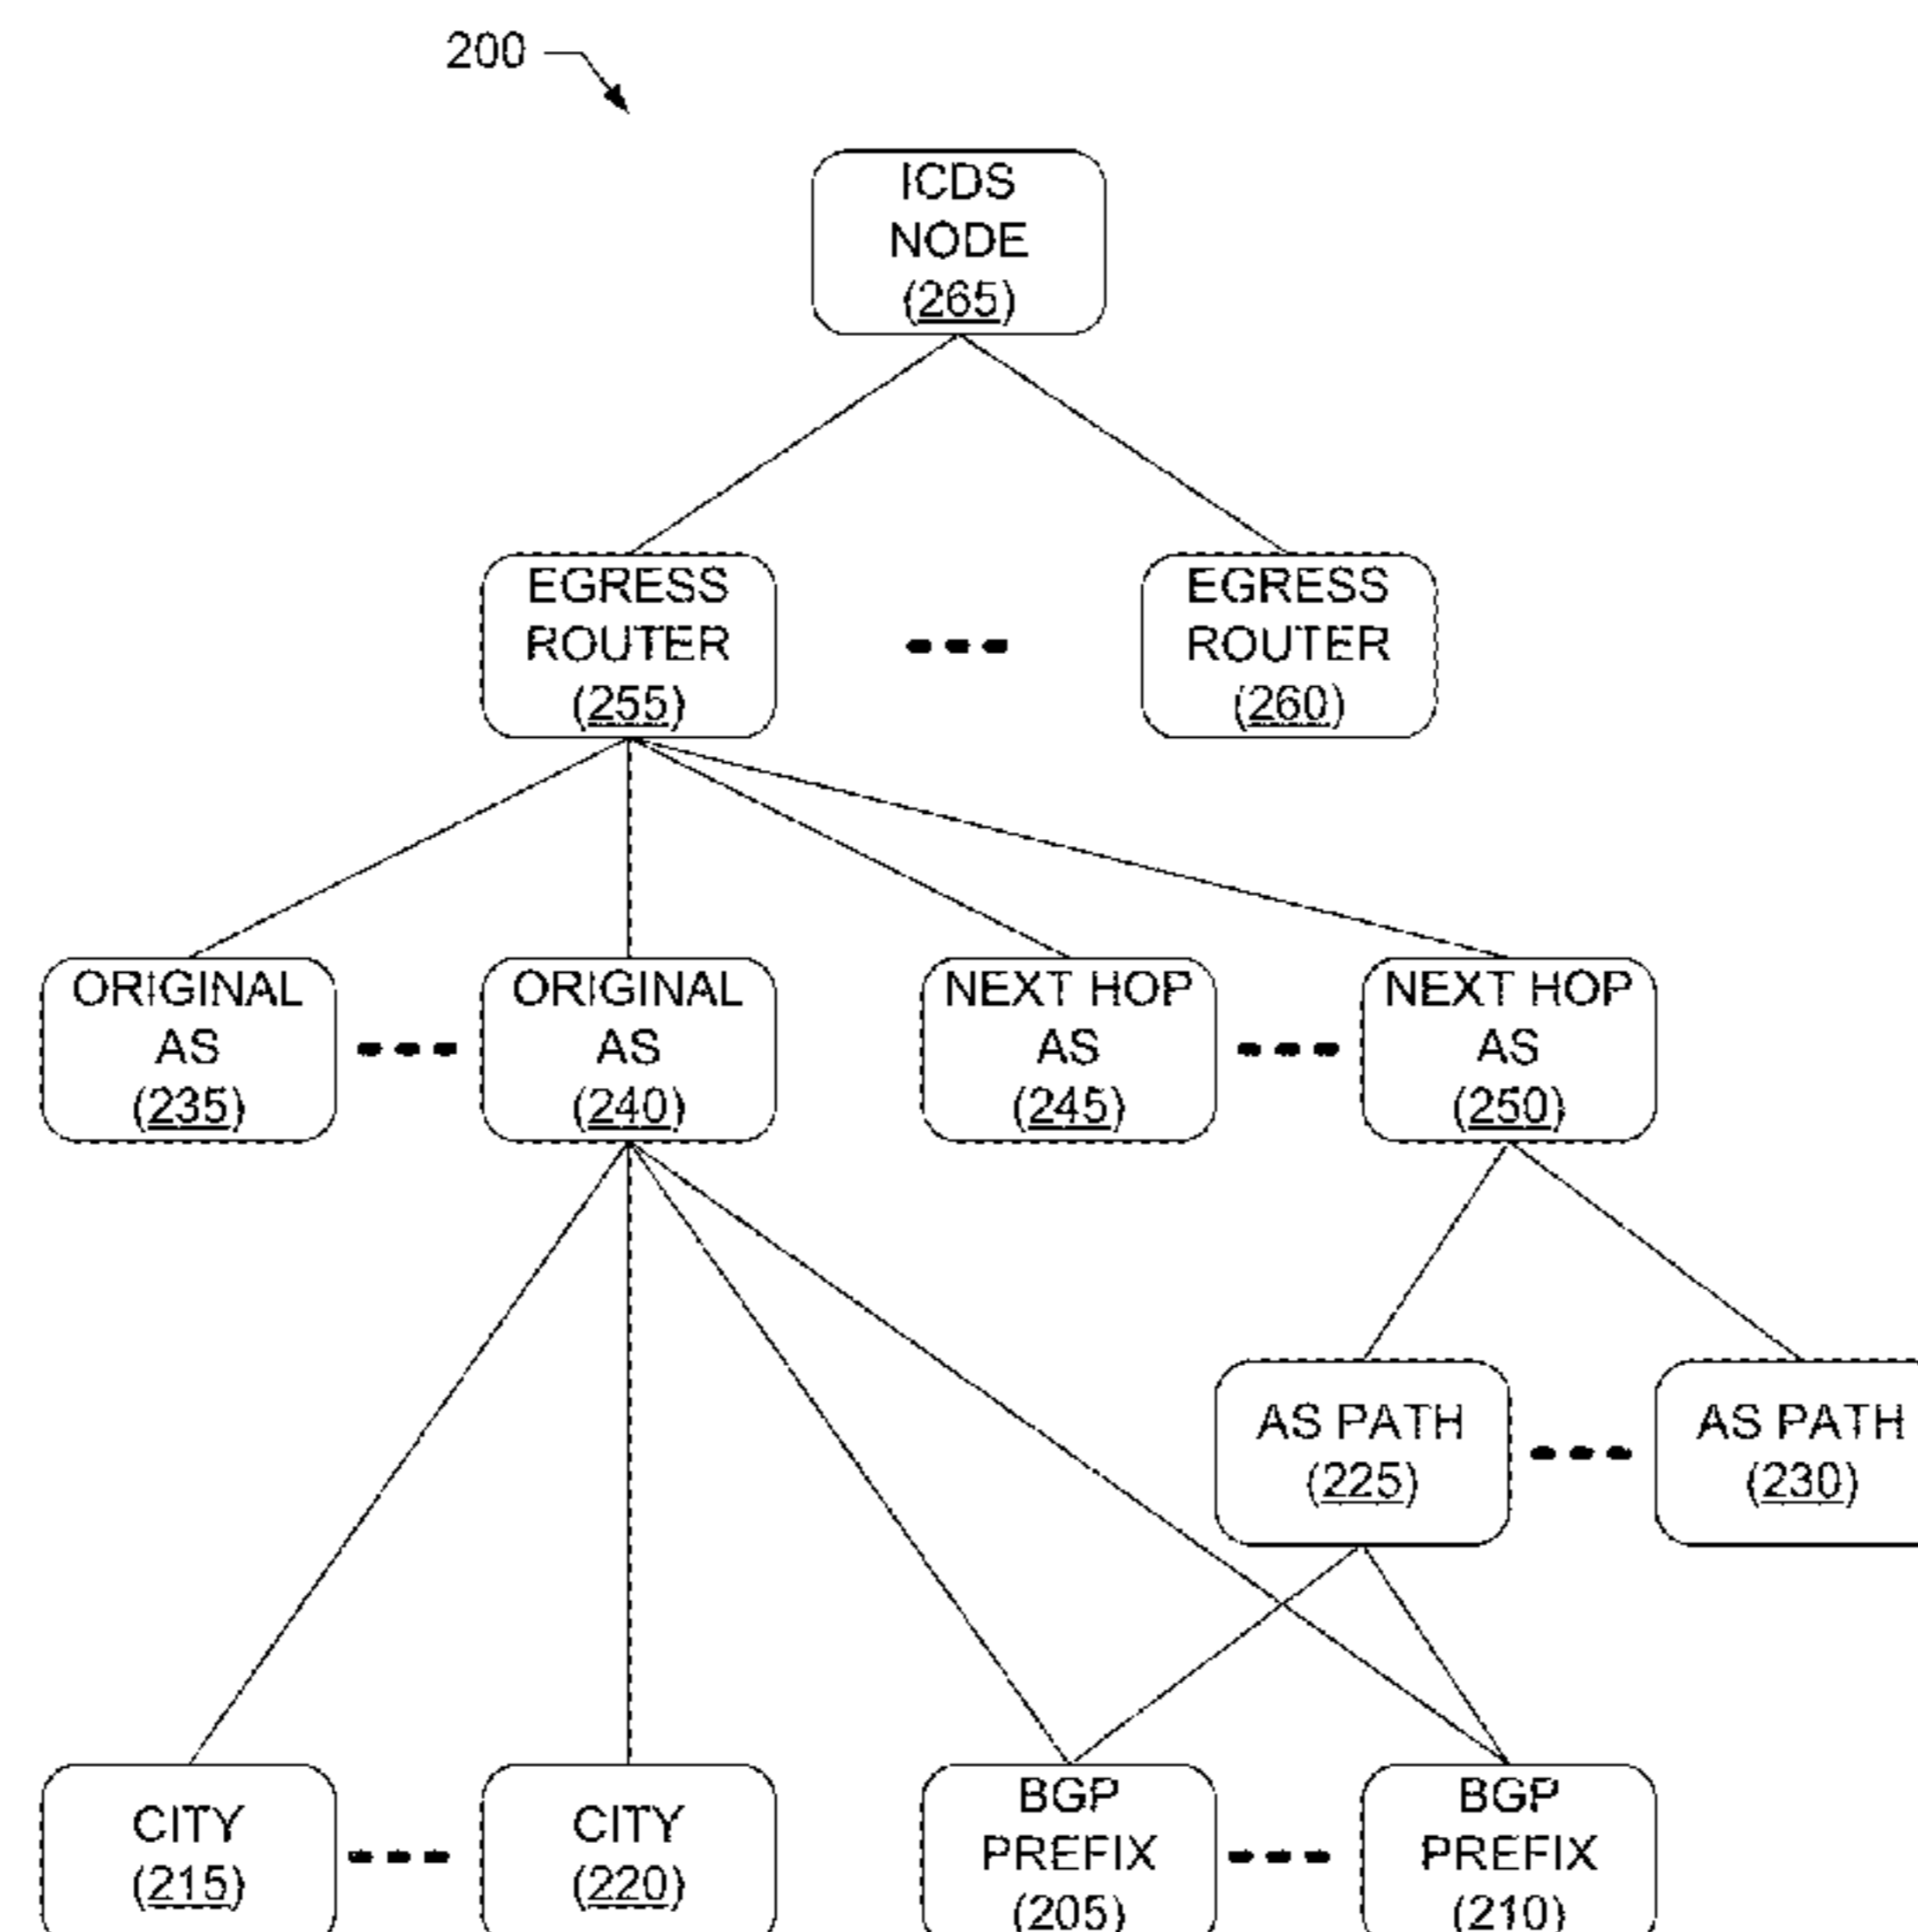 200
ICDS
NODE
(265)
EGRESS
ROUTER
(255)
EGRESS
ROUTER
(260)
ORIGINAL
AS
(235)
ORIGINAL
AS
(240)
NEXT HOP
AS
(245)
NEXT HOP
AS
(250)
AS PATH
(225)
AS PATH
(230)
CITY
(215)
CITY
(220)
BGP
PREFIX
(205)
BGP
PREFIX
(210)